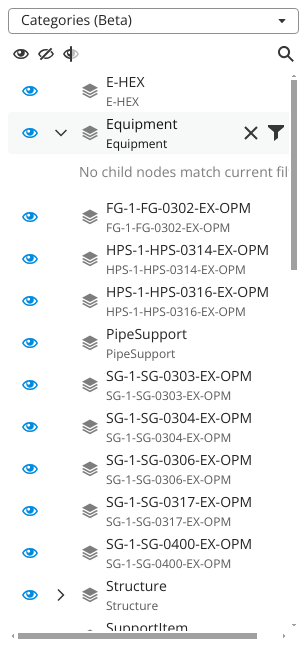 Categories (Beta)
E-HEX
E-HEX
Equipment
Equipment
No child nodes match current fil
FG-1-FG-0302-EX-OPM
FG-1-FG-0302-EX-OPM
HPS-1-HPS-0314-EX-OPM
HPS-1-HPS-0314-EX-OPM
HPS-1-HPS-0316-EX-OPM
HPS-1-HPS-0316-EX-OPM
PipeSupport
PipeSupport
SG-1-SG-0303-EX-OPM
SG-1-SG-0303-EX-OPM
SG-1-SG-0304-EX-OPM
SG-1-SG-0304-EX-OPM
SG-1-SG-0306-EX-OPM
SG-1-SG-0306-EX-OPM
SG-1-SG-0317-EX-OPM
SG-1-SG-0317-EX-OPM
SG-1-SG-0400-EX-OPM
SG-1-SG-0400-EX-OPM
Structure
Structure
SupportItem